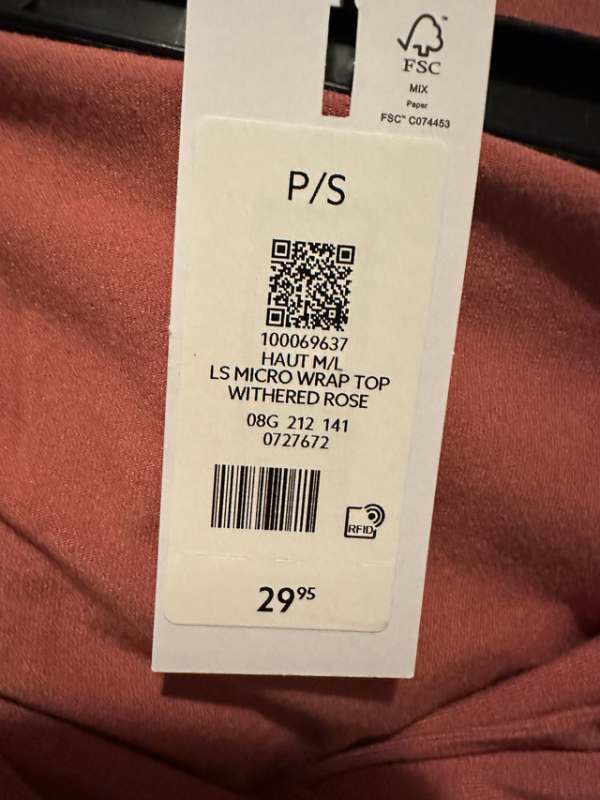 FSC
MIX
Paper
FSC™ C074453
P/S
100069637
HAUT M/L
LS MICRO WRAP TOP
WITHERED ROSE
08G 212 141
0727672
RFID
29⁹⁵